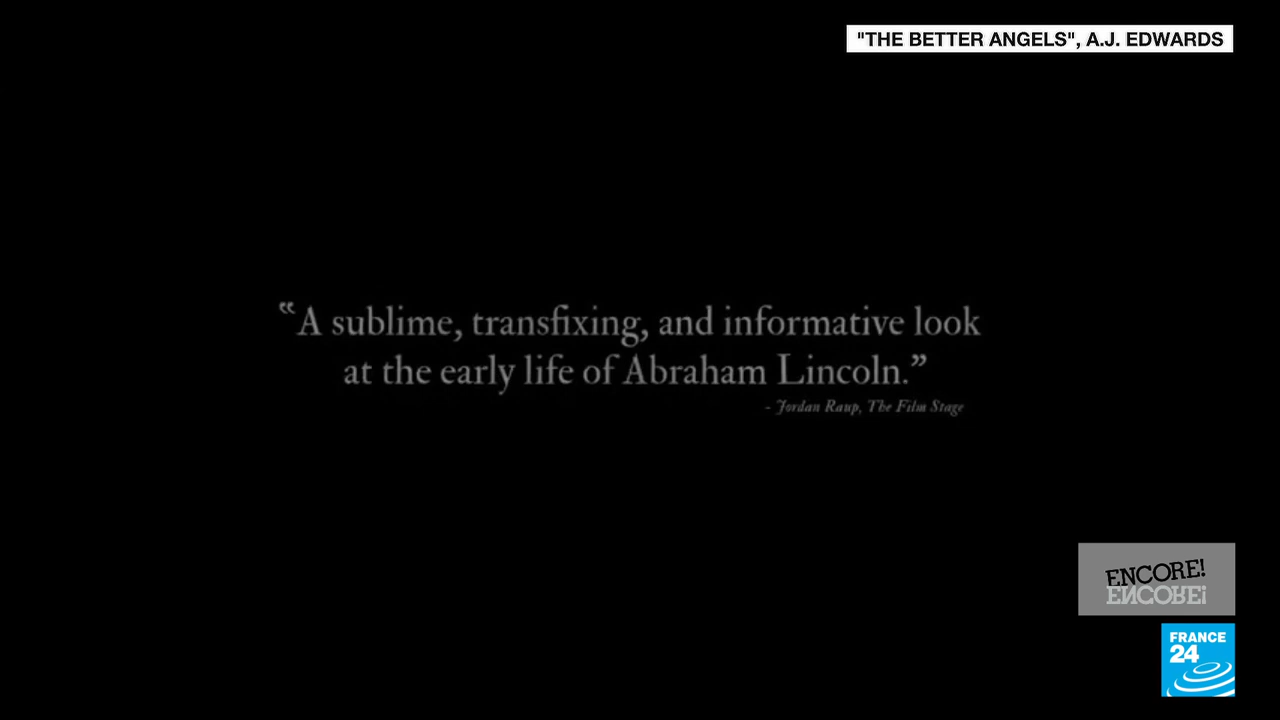 "THE BETTER ANGELS", A.J. EDWARDS
“A sublime, transfixing, and informative look
at the early life of Abraham Lincoln.”
- Jordan Raup, The Film Stage
ENCORE!
ENCORE!
FRANCE
24